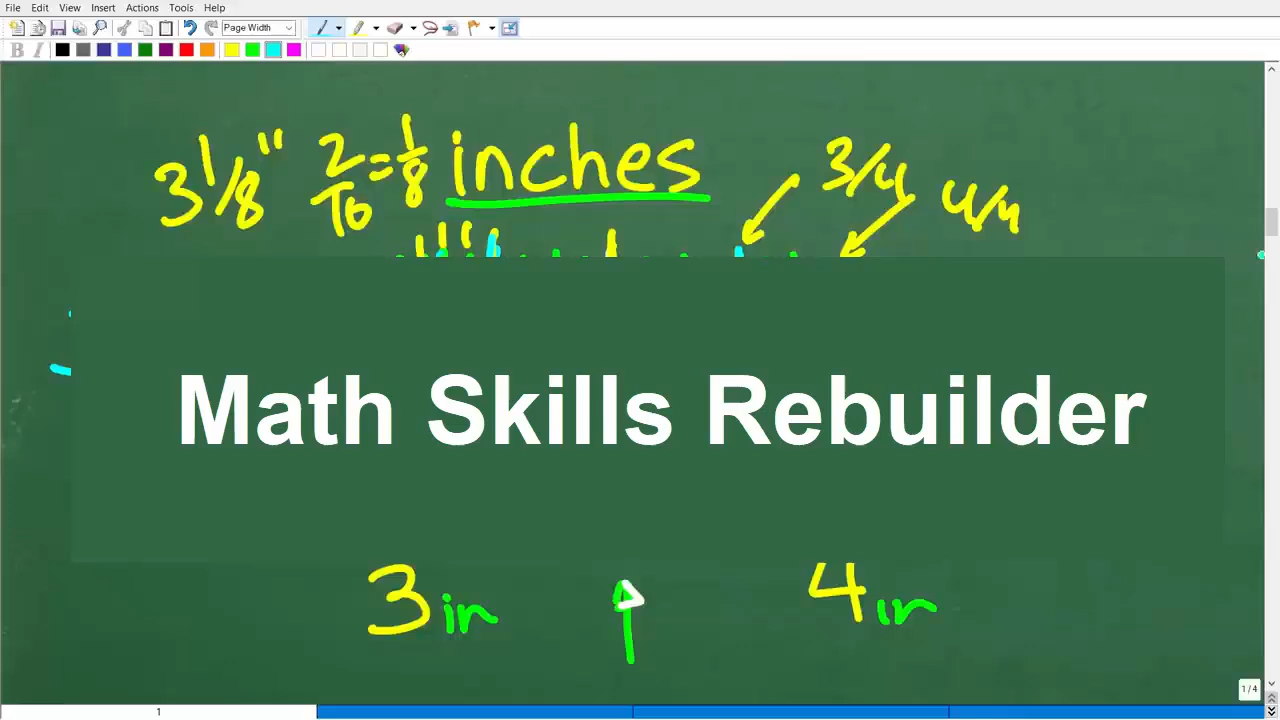 File Edit View Insert Actions Tools Help
Page Width
B I
3 1/8" 2/16 = 1/8 inches 3/4 4/4
Math Skills Rebuilder
3 in 4 in
1/4
1